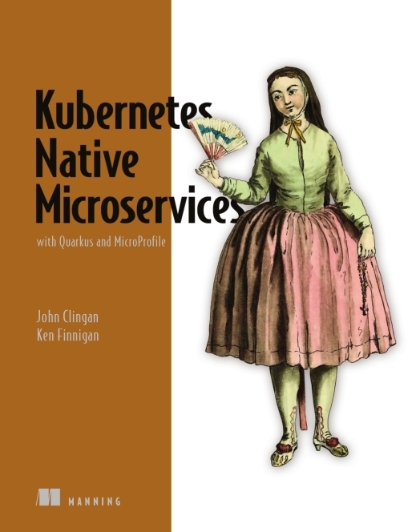 Kubernetes
Native
Microservices
with Quarkus and MicroProfile
John Clingan
Ken Finnigan
MANNING